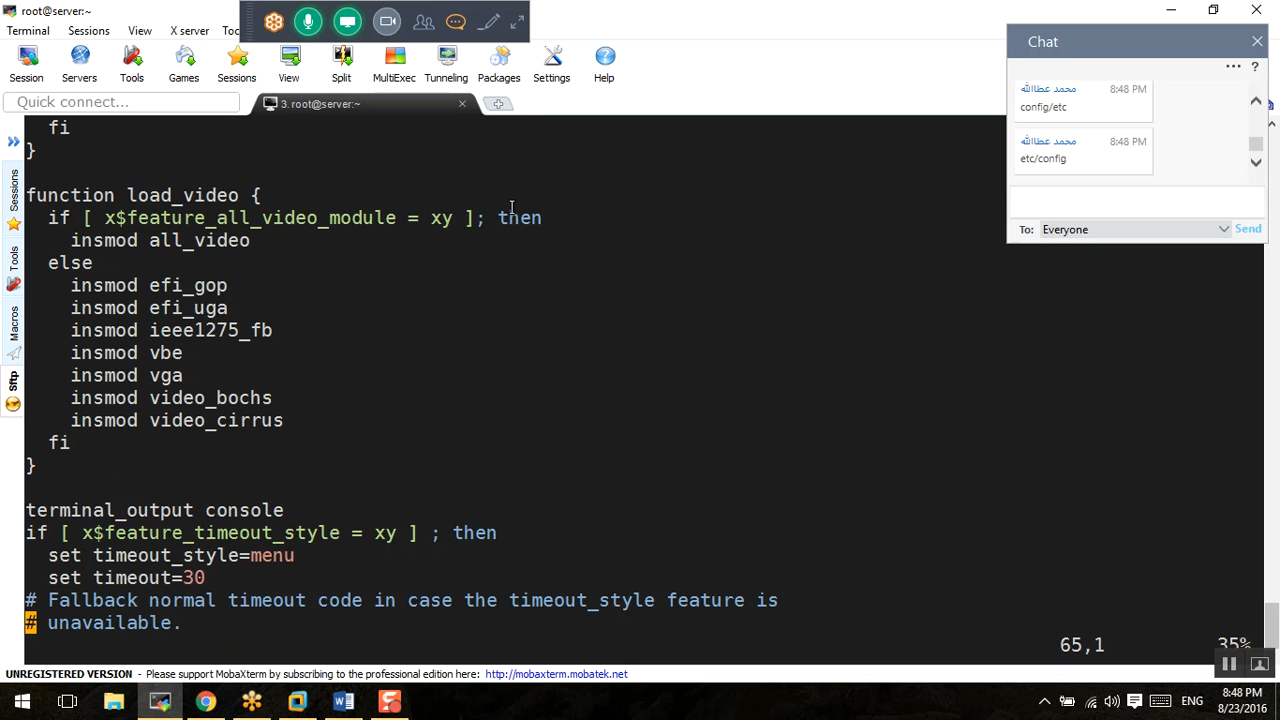 root@server:~
Terminal Sessions View X server
Session Servers Tools Games Sessions View Split MultiExec Tunneling Packages Settings Help
Quick connect...
3. root@server:~
Sessions
Tools
Macros
Sftp
fi
}
function load_video {
if [ x$feature_all_video_module = xy ]; then
insmod all_video
else
insmod efi_gop
insmod efi_uga
insmod ieee1275_fb
insmod vbe
insmod vga
insmod video_bochs
insmod video_cirrus
fi
}
terminal_output console
if [ x$feature_timeout_style = xy ] ; then
set timeout_style=menu
set timeout=30
# Fallback normal timeout code in case the timeout_style feature is
# unavailable.
65,1 35%
Chat
محمد عطاالله 8:48 PM
config/etc
محمد عطاالله 8:48 PM
etc/config
To: Everyone Send
UNREGISTERED VERSION - Please support MobaXterm by subscribing to the professional edition here: http://mobaxterm.mobatek.net
ENG
8:48 PM
8/23/2016